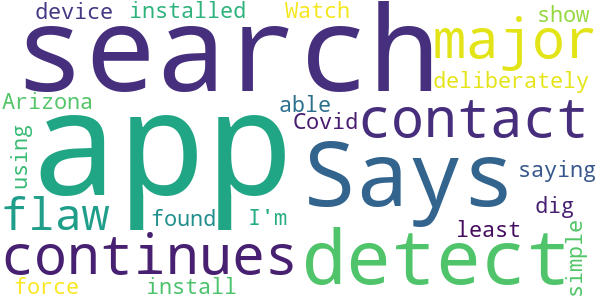 device installed Watch show
search major
deliberately
Arizona able
app Covid contact
using Says saying
flaw found I'm dig
least
continues detect simple
force install